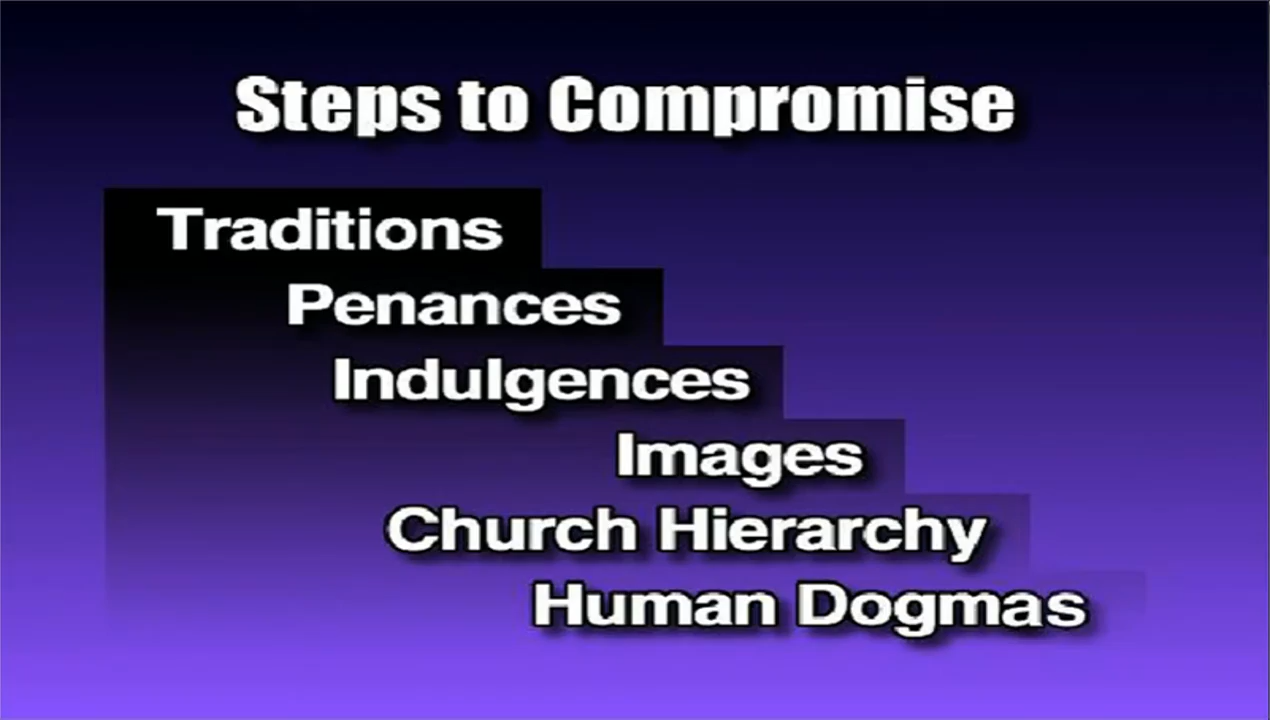 Steps to Compromise
Traditions
Penances
Indulgences
Images
Church Hierarchy
Human Dogmas